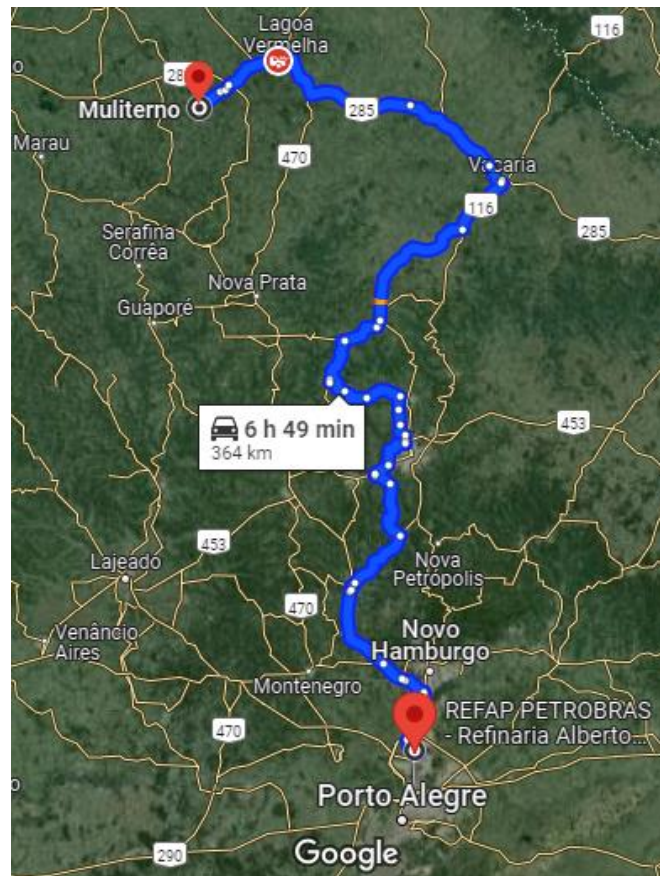 Lagoa
Vermelha
116
28
Muliterno
285
Marau
470
Vacaria
116
285
Serafina
Corrêa
Nova Prata
Guaporé
6 h 49 min
364 km
453
453
Lajeado
Nova
Petrópolis
470
Venâncio
Aires
Novo
Hamburgo
Montenegro
REFAP PETROBRAS
- Refinaria Alberto...
470
Porto Alegre
290
Google